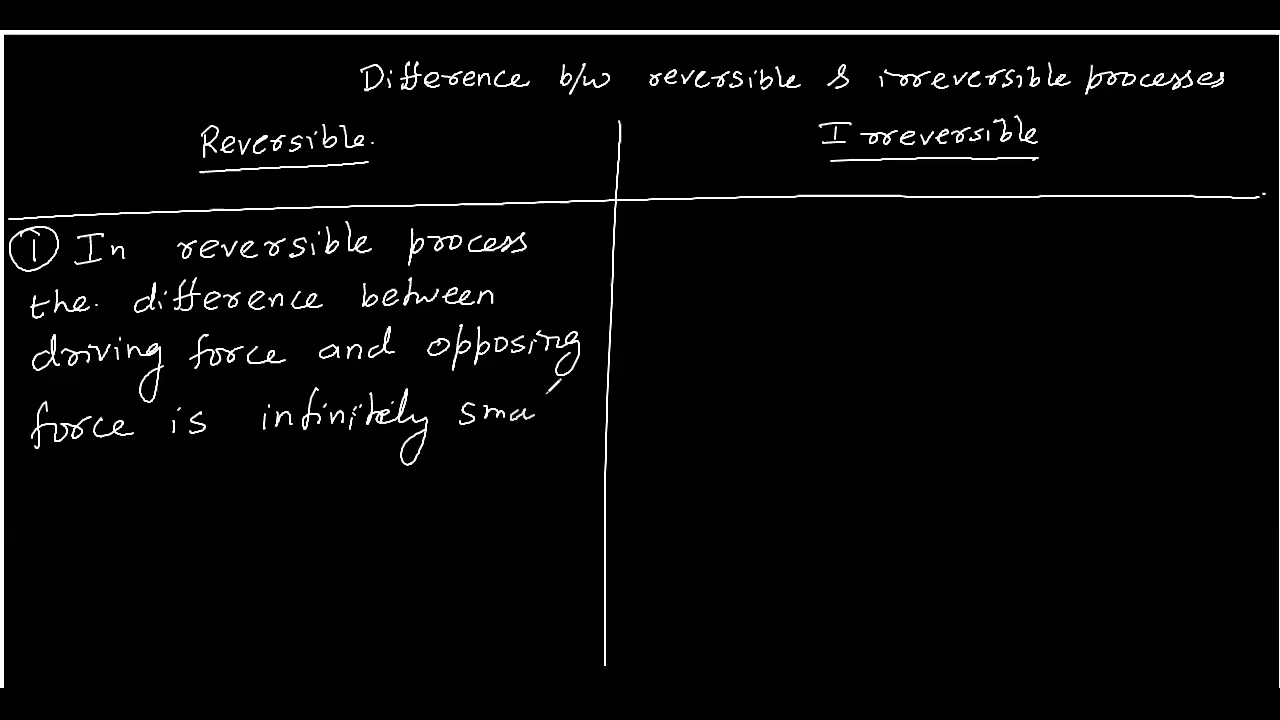 Difference b/w reversible & irreversible processes
Reversible.
Irreversible
① In reversible process
the difference between
driving force and opposing
force is infinitely sma